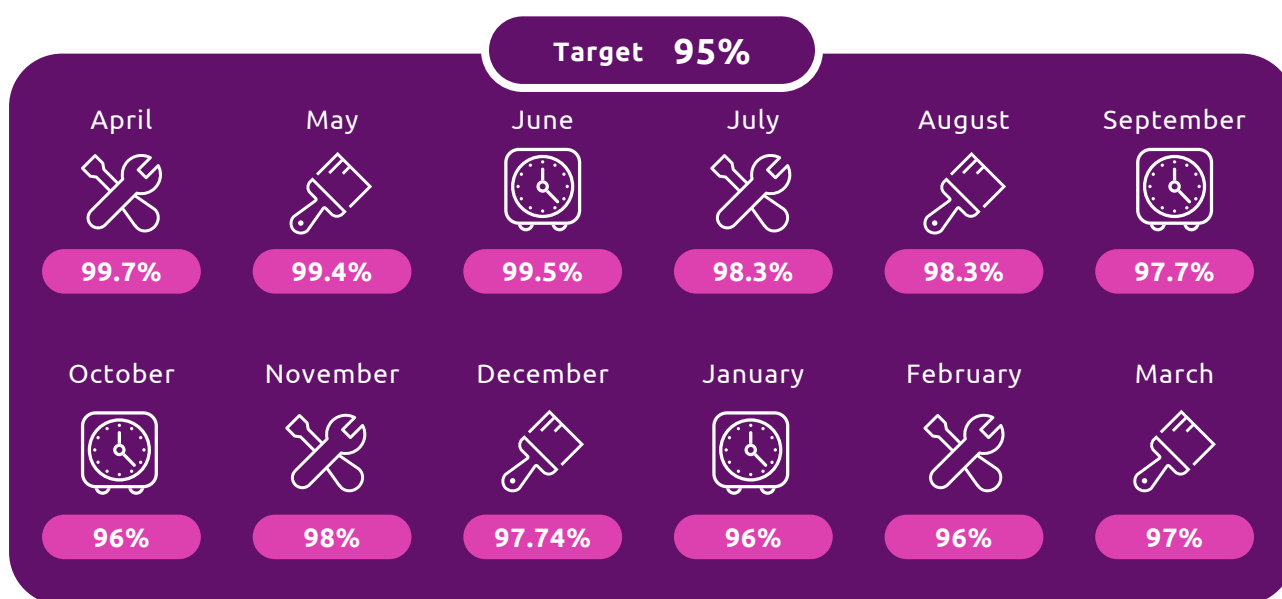 Target 95%
April May June July August September
99.7% 99.4% 99.5% 98.3% 98.3% 97.7%
October November December January February March
96% 98% 97.74% 96% 96% 97%